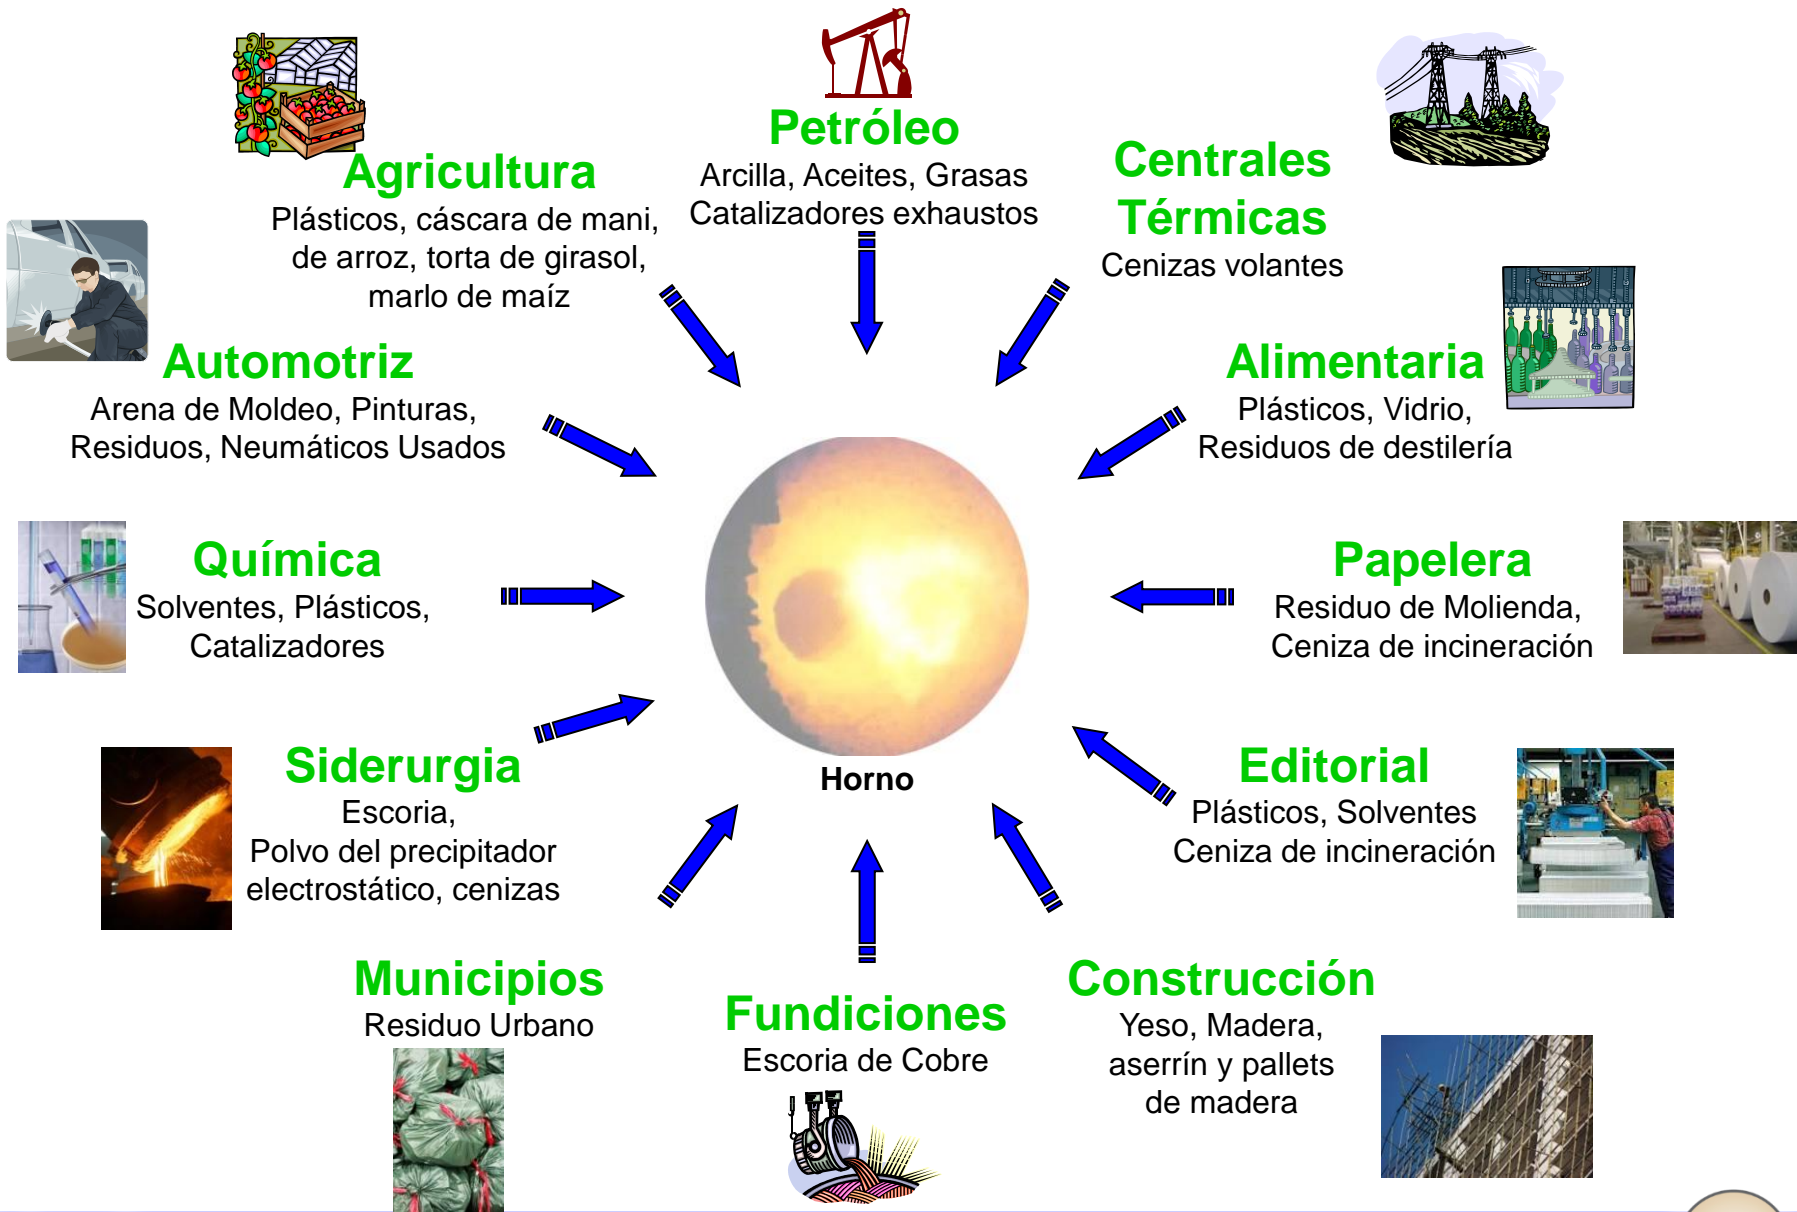 Petróleo
Arcilla, Aceites, Grasas
Catalizadores exhaustos
Centrales
Térmicas
Cenizas volantes
Agricultura
Plásticos, cáscara de mani,
de arroz, torta de girasol,
marlo de maíz
Automotriz
Arena de Moldeo, Pinturas,
Residuos, Neumáticos Usados
Alimentaria
Plásticos, Vidrio,
Residuos de destilería
Química
Solventes, Plásticos,
Catalizadores
Papelera
Residuo de Molienda,
Ceniza de incineración
Horno
Siderurgia
Escoria,
Polvo del precipitador
electrostático, cenizas
Editorial
Plásticos, Solventes
Ceniza de incineración
Municipios
Residuo Urbano
Fundiciones
Escoria de Cobre
Construcción
Yeso, Madera,
aserrín y pallets
de madera